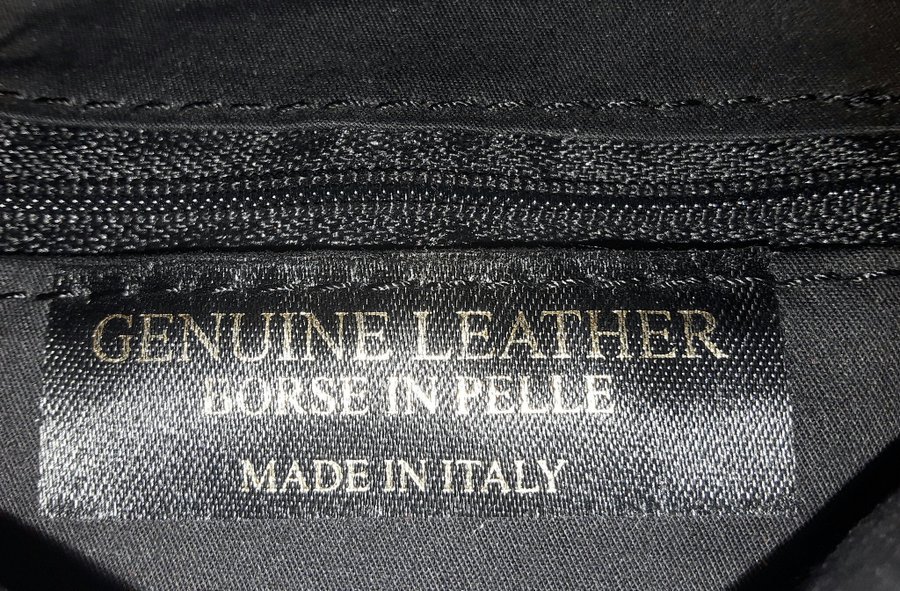 GENUINE LEATHER
BORSE IN PELLE
MADE IN ITALY